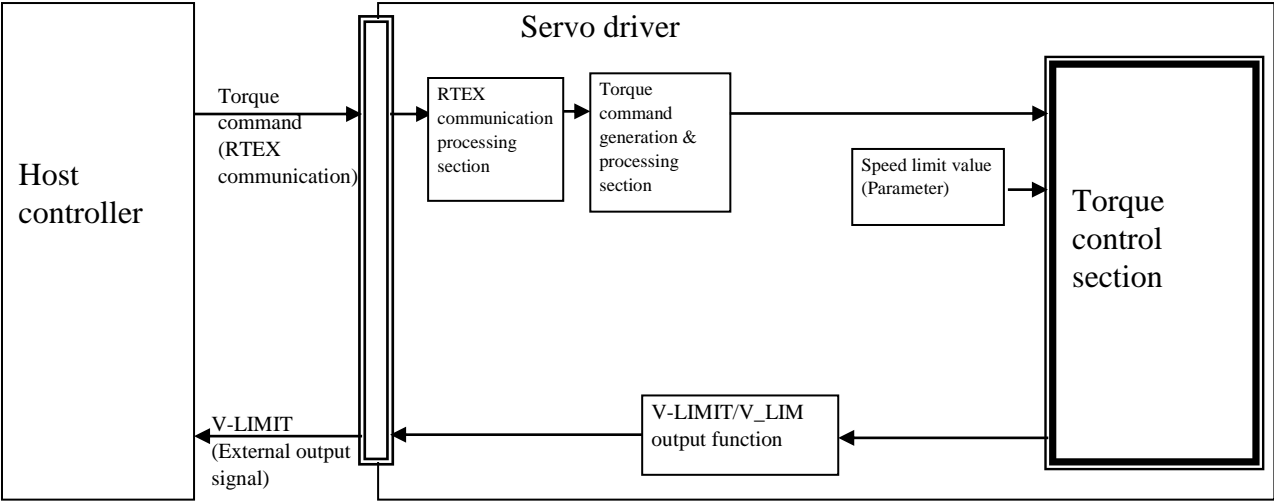 Servo driver
Host
controller
Torque
command
(RTEX
communication)
RTEX
communication
processing
section
Torque
command
generation &
processing
section
Speed limit value
(Parameter)
Torque
control
section
V-LIMIT/V_LIM
output function
V-LIMIT
(External output
signal)